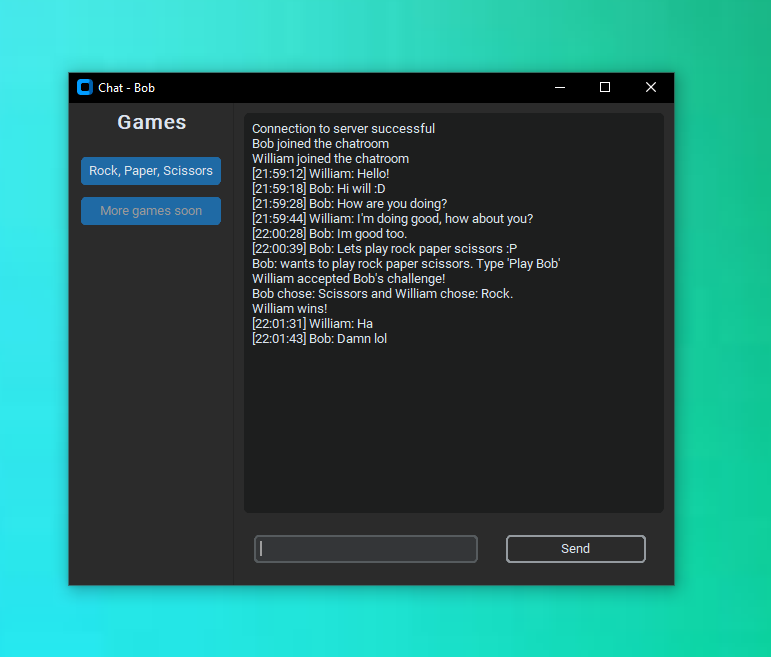 Chat - Bob
Games
Rock, Paper, Scissors
More games soon
Connection to server successful
Bob joined the chatroom
William joined the chatroom
[21:59:12] William: Hello!
[21:59:18] Bob: Hi will :D
[21:59:28] Bob: How are you doing?
[21:59:44] William: I'm doing good, how about you?
[22:00:28] Bob: Im good too.
[22:00:39] Bob: Lets play rock paper scissors :P
Bob: wants to play rock paper scissors. Type 'Play Bob'
William accepted Bob's challenge!
Bob chose: Scissors and William chose: Rock.
William wins!
[22:01:31] William: Ha
[22:01:43] Bob: Damn lol
Send